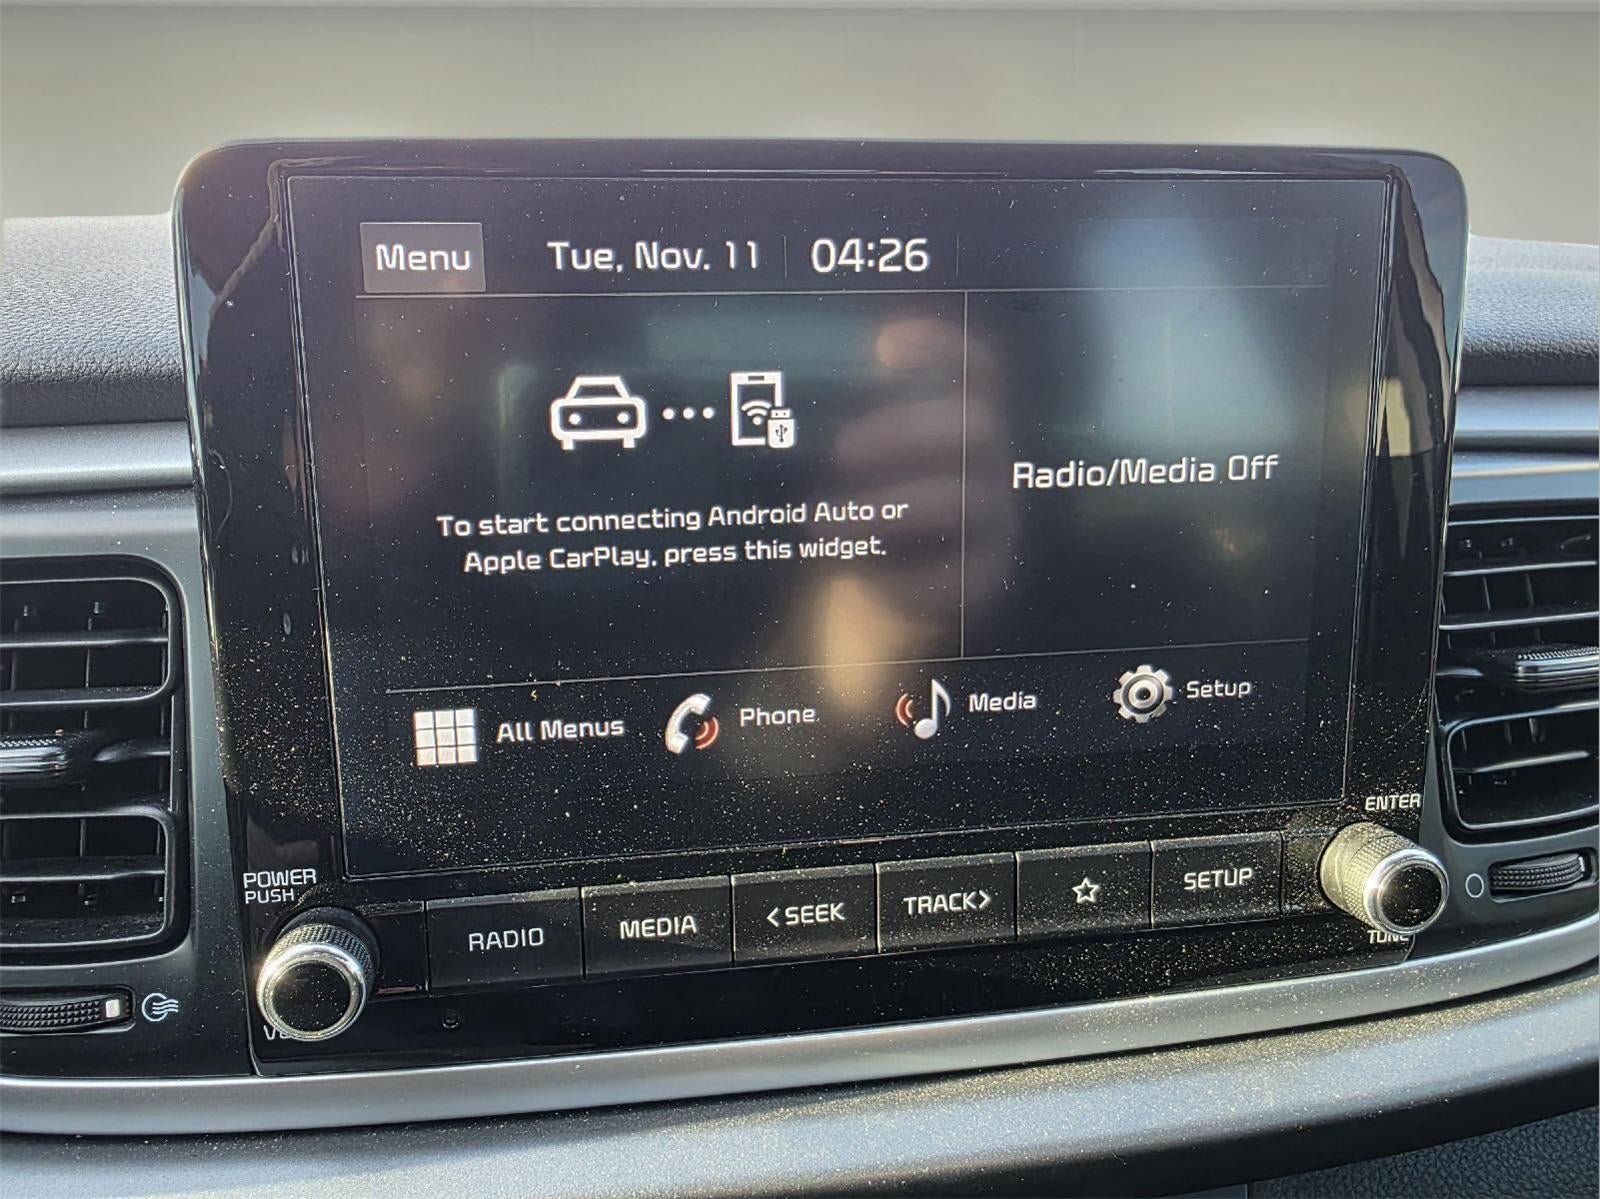 Menu
Tue, Nov. 11
04:26
To start connecting Android Auto or
Apple CarPlay, press this widget.
Radio/Media Off
All Menus
Phone
Media
Setup
ENTER
POWER
PUSH
RADIO
MEDIA
<SEEK
TRACK>
SETUP
TUNE